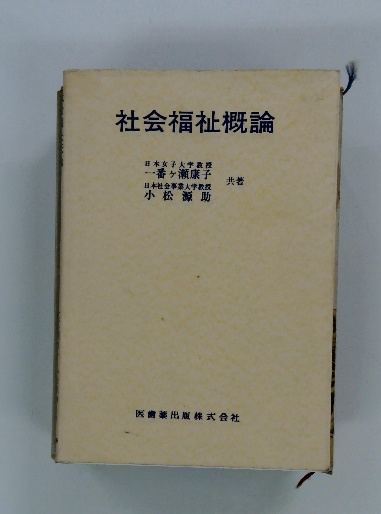 社会福祉概論
日本女子大学教授
一番ヶ瀬康子
日本社会事業大学教授
小松源助
共著
医歯薬出版株式会社